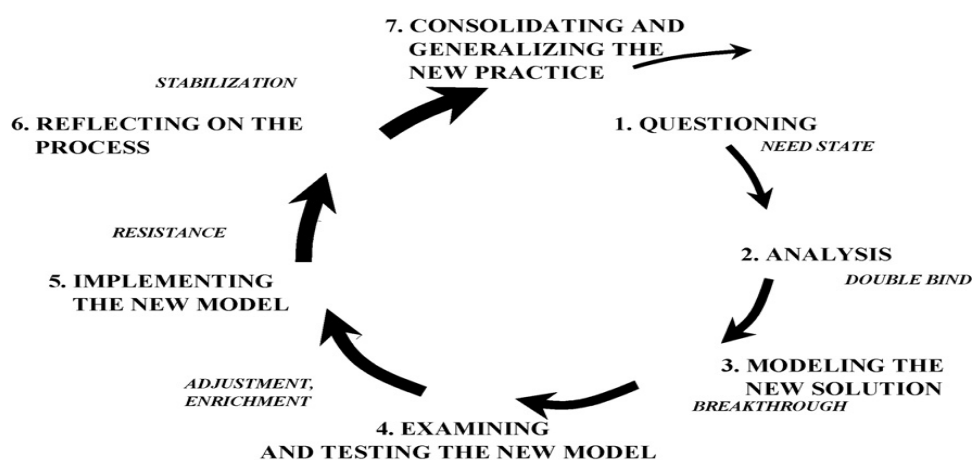 7. CONSOLIDATING AND
GENERALIZING THE
NEW PRACTICE
STABILIZATION
6. REFLECTING ON THE
PROCESS
1. QUESTIONING
NEED STATE
RESISTANCE
2. ANALYSIS
DOUBLE BIND
5. IMPLEMENTING
THE NEW MODEL
3. MODELING THE
NEW SOLUTION
BREAKTHROUGH
ADJUSTMENT,
ENRICHMENT
4. EXAMINING
AND TESTING THE NEW MODEL